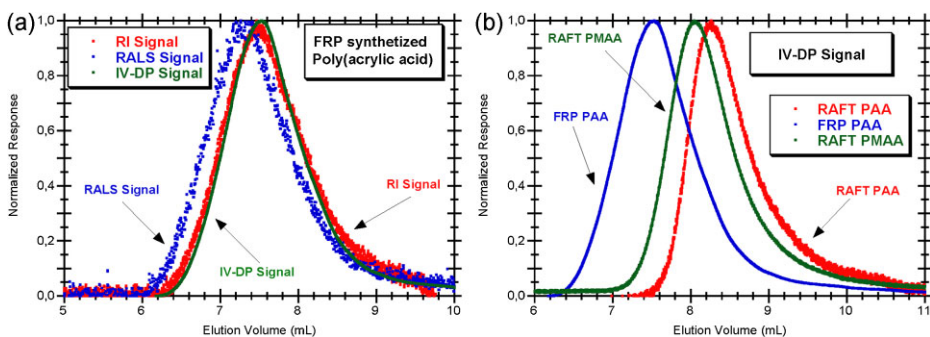 (a)
1,0
0,8
0,6
0,4
0,2
0,0
Normalized Response
RI Signal
RALS Signal
IV-DP Signal
FRP synthetized
Poly(acrylic acid)
RALS Signal
RI Signal
IV-DP Signal
5
6
7
8
9
10
Elution Volume (mL)
(b)
1,0
0,8
0,6
0,4
0,2
0,0
Normalized Response
RAFT PMAA
IV-DP Signal
FRP PAA
RAFT PAA
FRP PAA
RAFT PMAA
RAFT PAA
6
7
8
9
10
11
Elution Volume (mL)